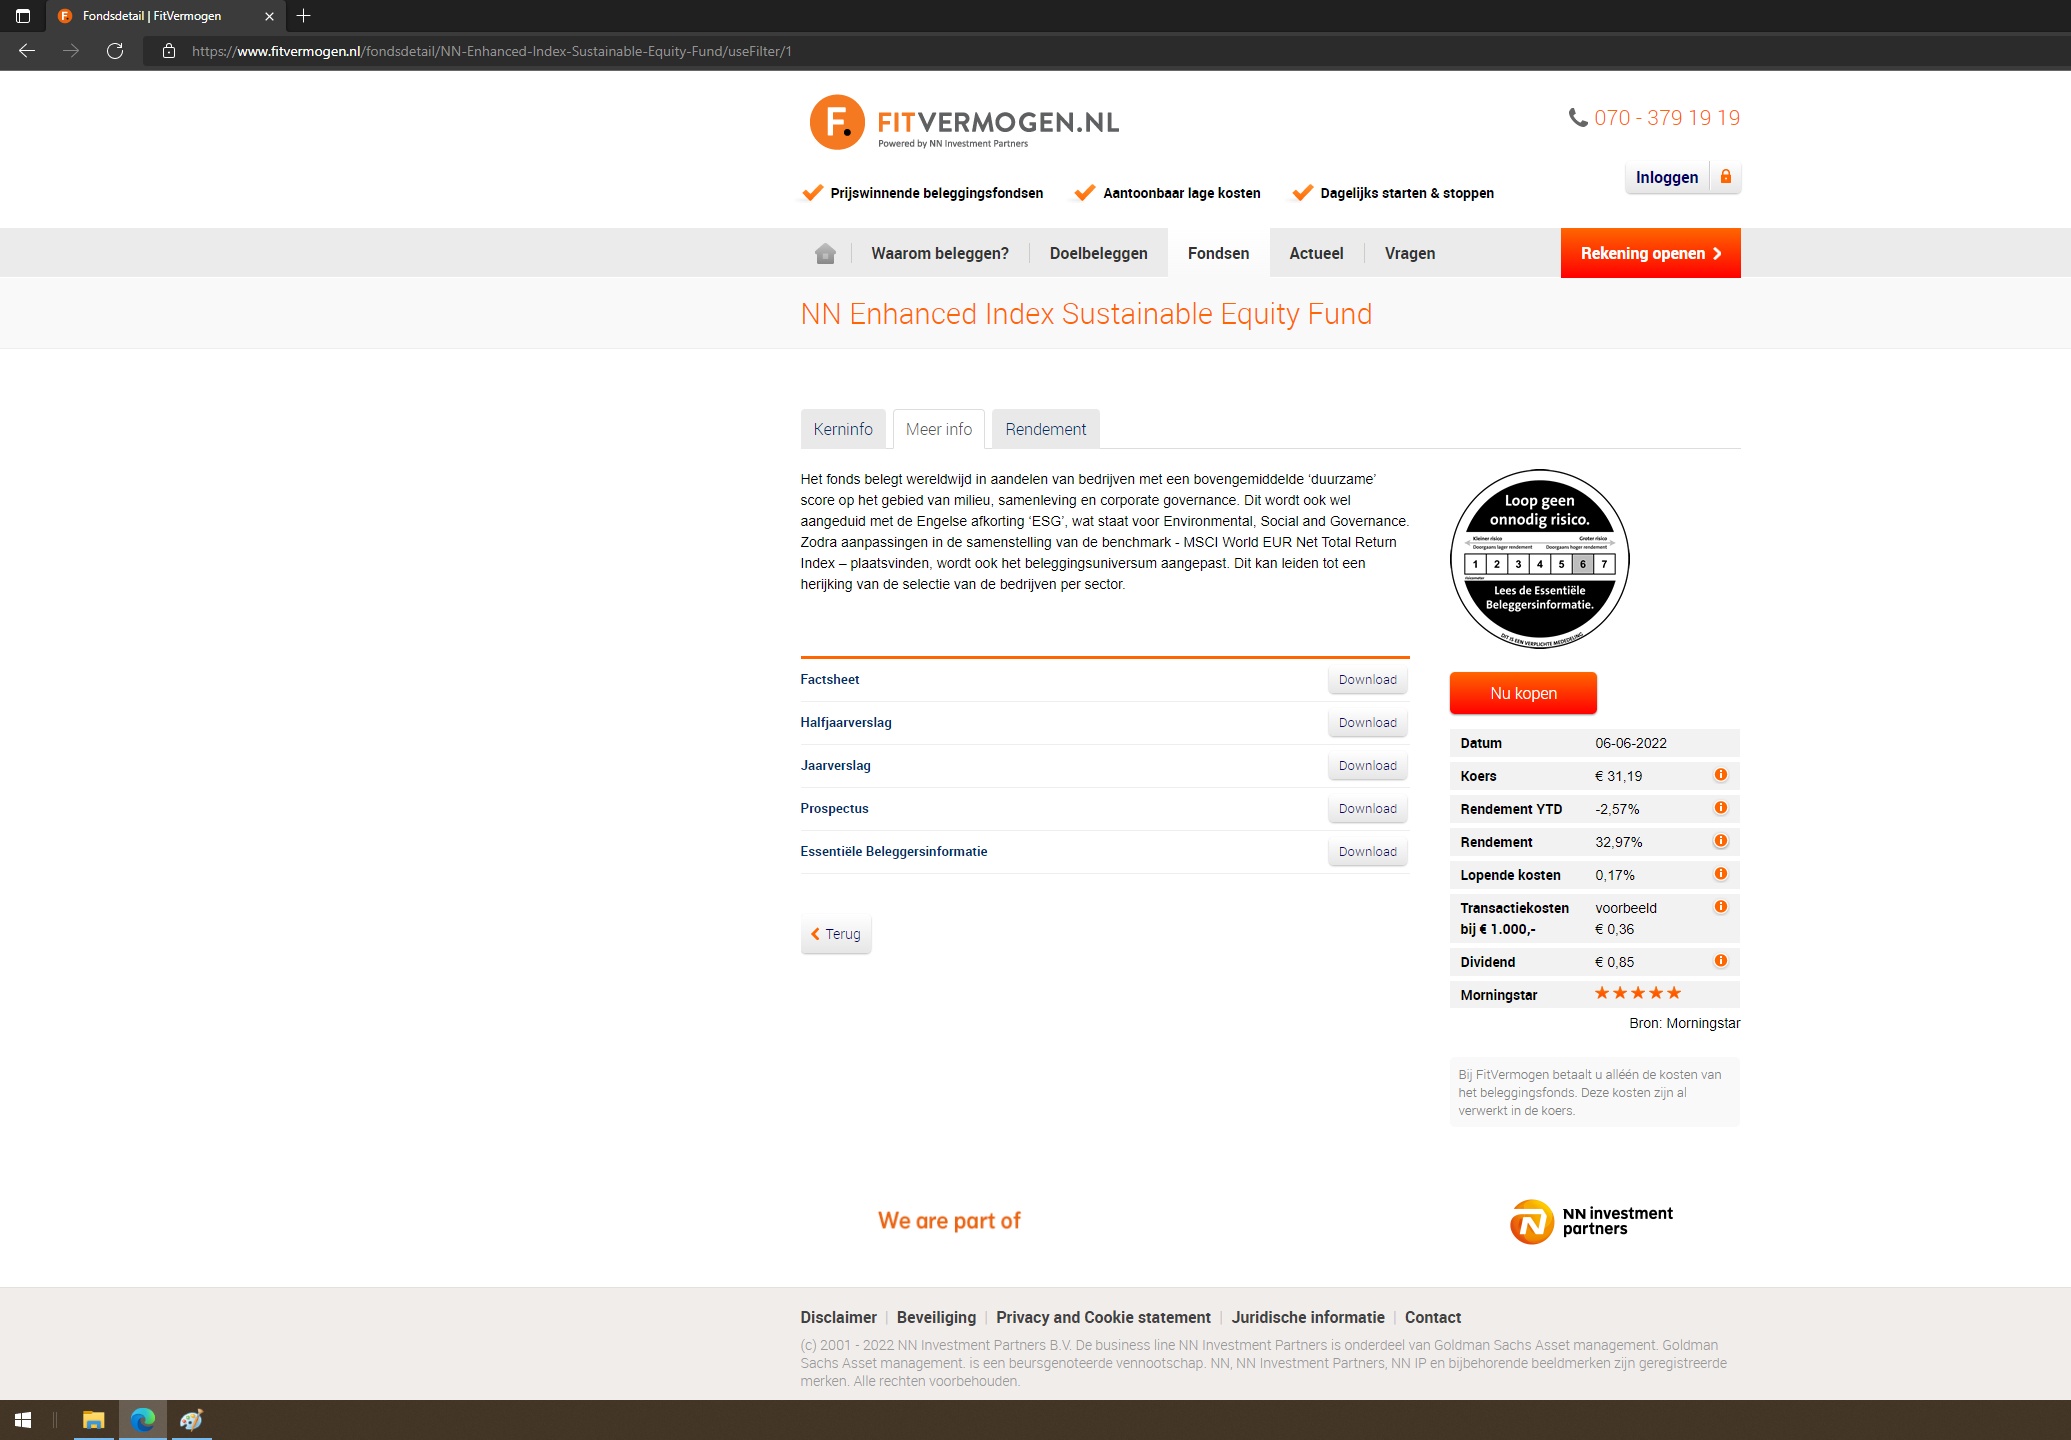 Fondsdetail | FitVermogen
https://www.fitvermogen.nl/fondsdetail/NN-Enhanced-Index-Sustainable-Equity-Fund/useFilter/1
F.
FITVERMOGEN.NL
Powered by NN Investment Partners
070 - 379 19 19
Inloggen
Prijswinnende beleggingsfondsen
Aantoonbaar lage kosten
Dagelijks starten & stoppen
Waarom beleggen?
Doelbeleggen
Fondsen
Actueel
Vragen
Rekening openen
NN Enhanced Index Sustainable Equity Fund
Kerninfo
Meer info
Rendement
Het fonds belegt wereldwijd in aandelen van bedrijven met een bovengemiddelde ‘duurzame’
score op het gebied van milieu, samenleving en corporate governance. Dit wordt ook wel
aangeduid met de Engelse afkorting ‘ESG’, wat staat voor Environmental, Social and Governance.
Zodra aanpassingen in de samenstelling van de benchmark - MSCI World EUR Net Total Return
Index – plaatsvinden, wordt ook het beleggingsuniversum aangepast. Dit kan leiden tot een
herijking van de selectie van de bedrijven per sector.
Factsheet Download
Halfjaarverslag Download
Jaarverslag Download
Prospectus Download
Essentiële Beleggersinformatie Download
Terug
Loop geen
onnodig risico.
Kleiner risico Groter risico
Doorgaans lager rendement Doorgaans hoger rendement
1 2 3 4 5 6 7
risicometer
Lees de Essentiële
Beleggersinformatie.
DIT IS EEN VERPLICHTE MEDEDELING
Nu kopen
Datum 06-06-2022
Koers € 31,19
Rendement YTD -2,57%
Rendement 32,97%
Lopende kosten 0,17%
Transactiekosten voorbeeld
bij € 1.000,- € 0,36
Dividend € 0,85
Morningstar
Bron: Morningstar
Bij FitVermogen betaalt u alléén de kosten van
het beleggingsfonds. Deze kosten zijn al
verwerkt in de koers.
We are part of
NN investment
partners
Disclaimer | Beveiliging | Privacy and Cookie statement | Juridische informatie | Contact
(c) 2001 - 2022 NN Investment Partners B.V. De business line NN Investment Partners is onderdeel van Goldman Sachs Asset management. Goldman
Sachs Asset management. is een beursgenoteerde vennootschap. NN, NN Investment Partners, NN IP en bijbehorende beeldmerken zijn geregistreerde
merken. Alle rechten voorbehouden.